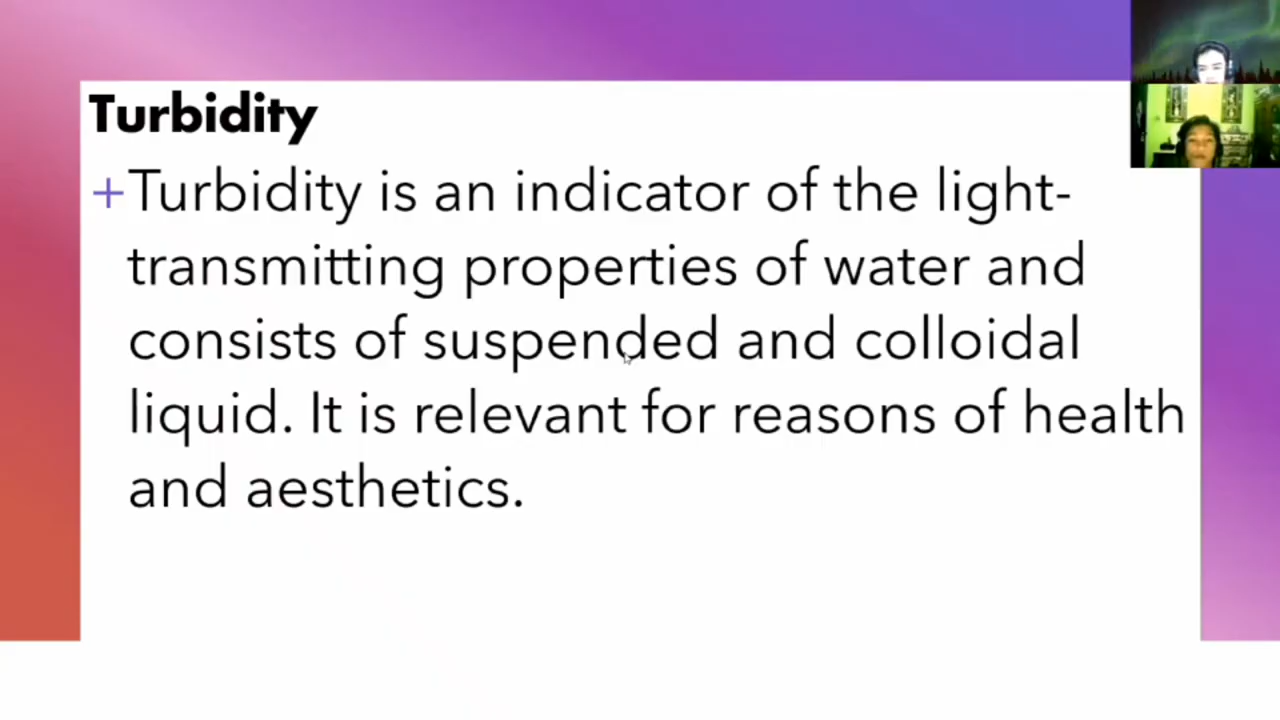 Turbidity
+Turbidity is an indicator of the light-
transmitting properties of water and
consists of suspended and colloidal
liquid. It is relevant for reasons of health
and aesthetics.